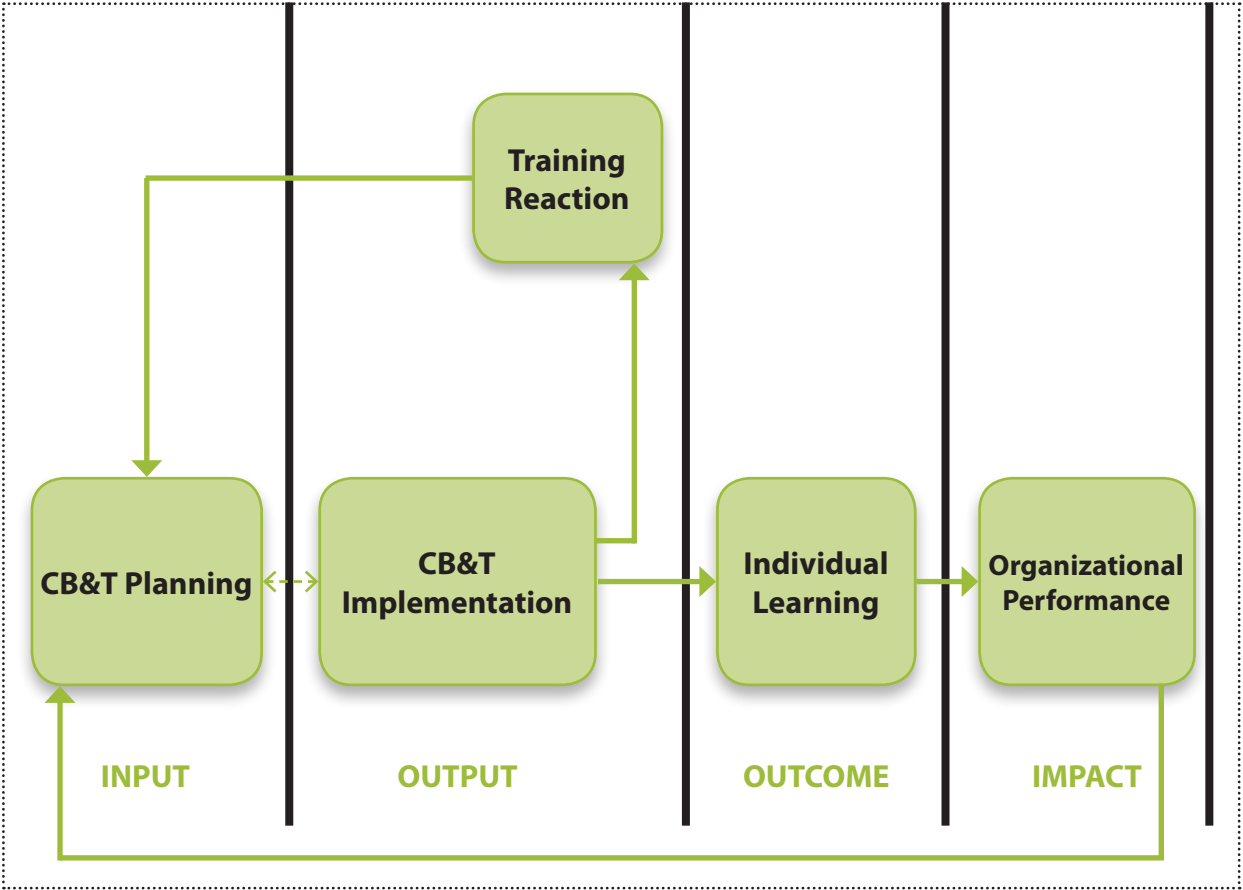 Training
Reaction
CB&T Planning
CB&T
Implementation
Individual
Learning
Organizational
Performance
INPUT
OUTPUT
OUTCOME
IMPACT